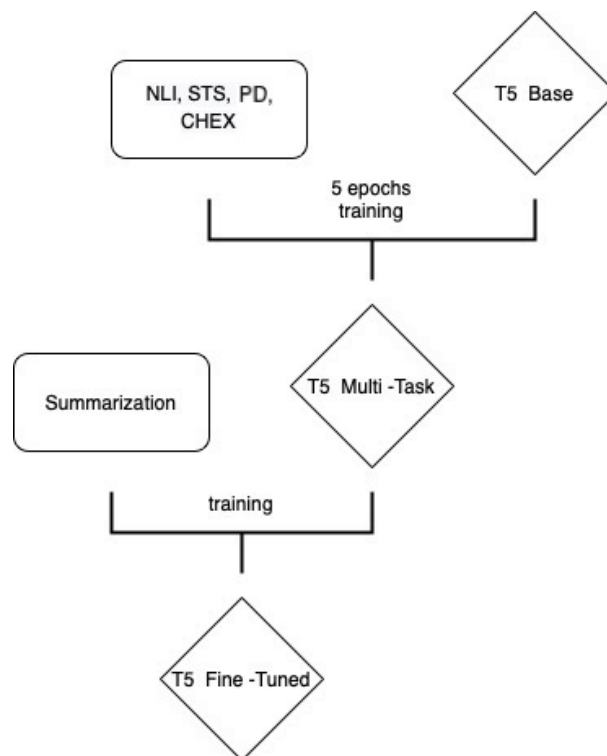 NLI, STS, PD,
CHEX
T5 Base
5 epochs
training
T5 Multi -Task
Summarization
training
T5 Fine -Tuned